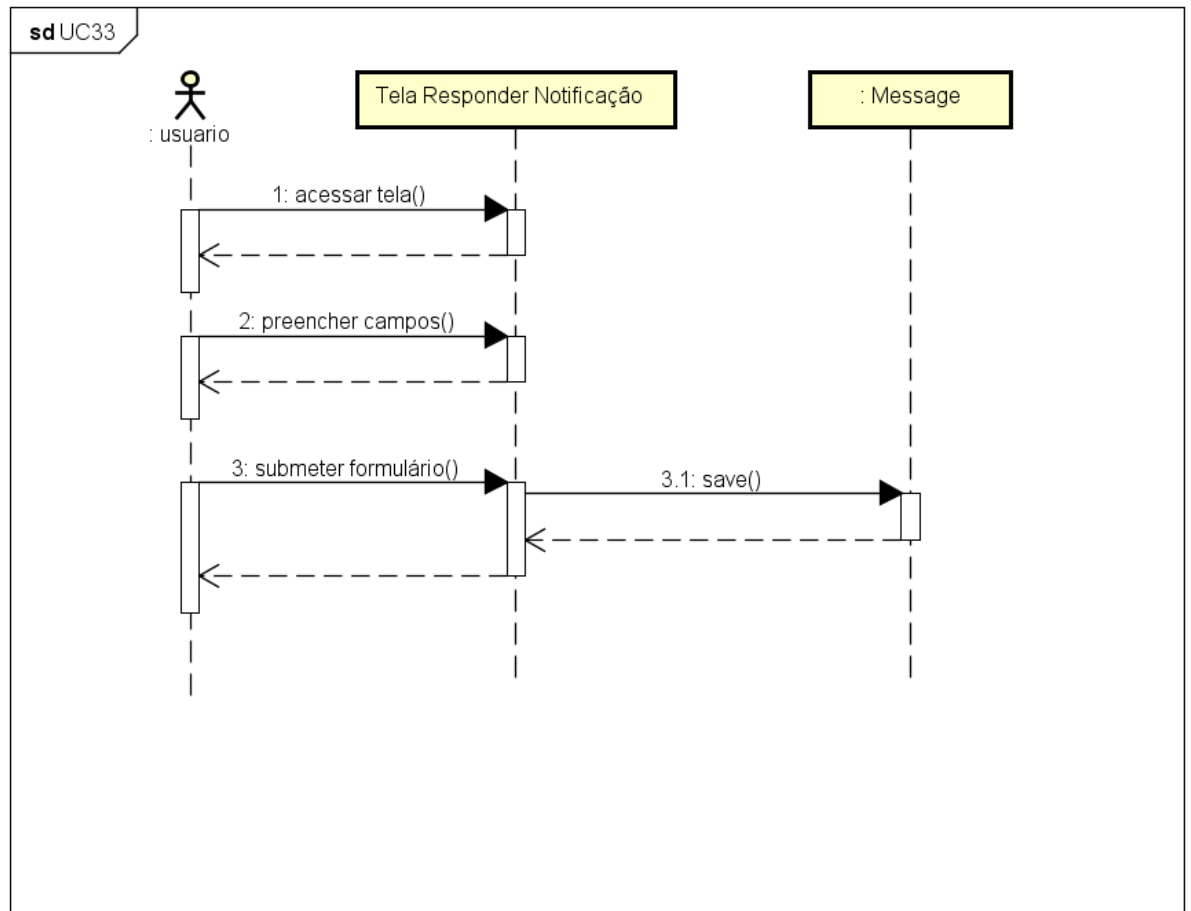 sd UC33
: usuario
Tela Responder Notificação
: Message
1: acessar tela()
2: preencher campos()
3: submeter formulário()
3.1: save()